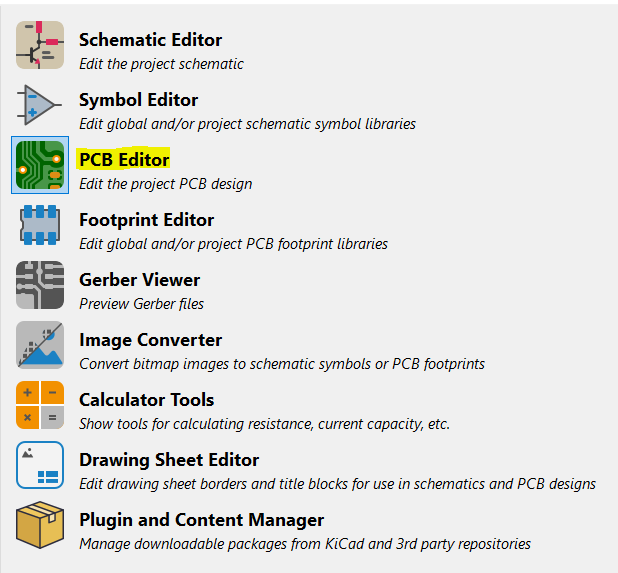 Schematic Editor
Edit the project schematic
Symbol Editor
Edit global and/or project schematic symbol libraries
PCB Editor
Edit the project PCB design
Footprint Editor
Edit global and/or project PCB footprint libraries
Gerber Viewer
Preview Gerber files
Image Converter
Convert bitmap images to schematic symbols or PCB footprints
Calculator Tools
Show tools for calculating resistance, current capacity, etc.
Drawing Sheet Editor
Edit drawing sheet borders and title blocks for use in schematics and PCB designs
Plugin and Content Manager
Manage downloadable packages from KiCad and 3rd party repositories